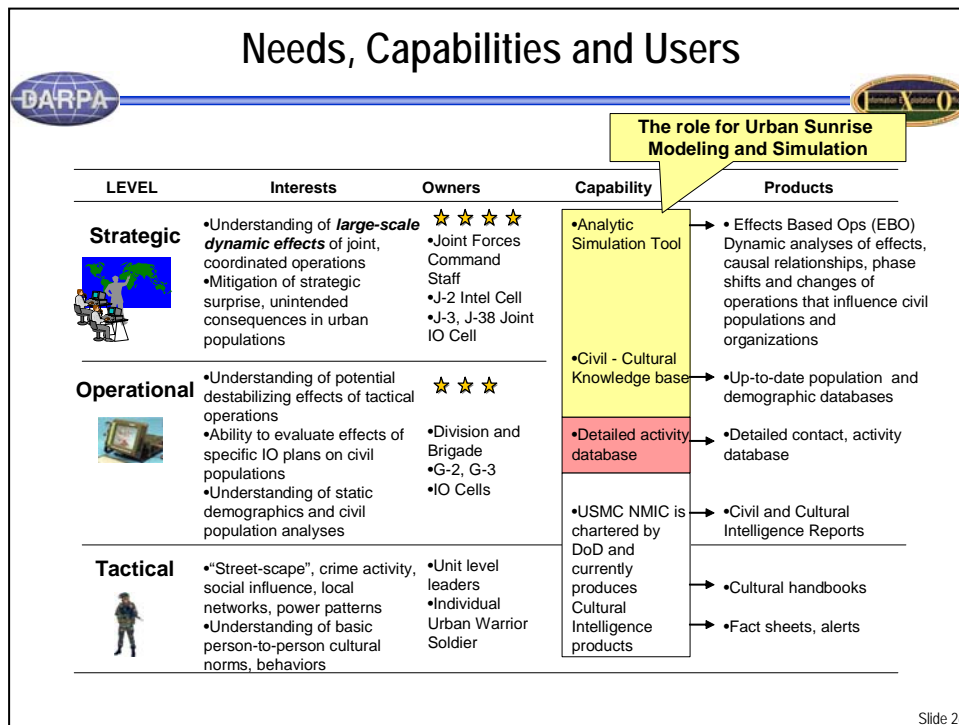 Needs, Capabilities and Users
DARPA
Information Exploitation Office
I X O
The role for Urban Sunrise
Modeling and Simulation
LEVEL Interests Owners Capability Products
Strategic
•Understanding of large-scale
dynamic effects of joint,
coordinated operations
•Mitigation of strategic
surprise, unintended
consequences in urban
populations
•Joint Forces
Command
Staff
•J-2 Intel Cell
•J-3, J-38 Joint
IO Cell
•Analytic
Simulation Tool
• Effects Based Ops (EBO)
Dynamic analyses of effects,
causal relationships, phase
shifts and changes of
operations that influence civil
populations and
organizations
•Civil - Cultural
Knowledge base
•Up-to-date population and
demographic databases
Operational
•Understanding of potential
destabilizing effects of tactical
operations
•Ability to evaluate effects of
specific IO plans on civil
populations
•Understanding of static
demographics and civil
population analyses
•Division and
Brigade
•G-2, G-3
•IO Cells
•Detailed activity
database
•Detailed contact, activity
database
•USMC NMIC is
chartered by
DoD and
currently
produces
Cultural
Intelligence
products
•Civil and Cultural
Intelligence Reports
Tactical
•“Street-scape”, crime activity,
social influence, local
networks, power patterns
•Understanding of basic
person-to-person cultural
norms, behaviors
•Unit level
leaders
•Individual
Urban Warrior
Soldier
•Cultural handbooks
•Fact sheets, alerts
Slide 2